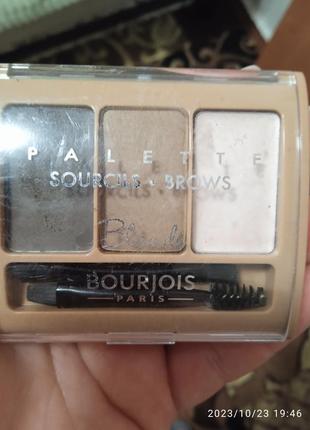 PALETTE
SOURCILS • BROWS
Blonde
BOURJOIS
PARIS
2023/10/23 19:46